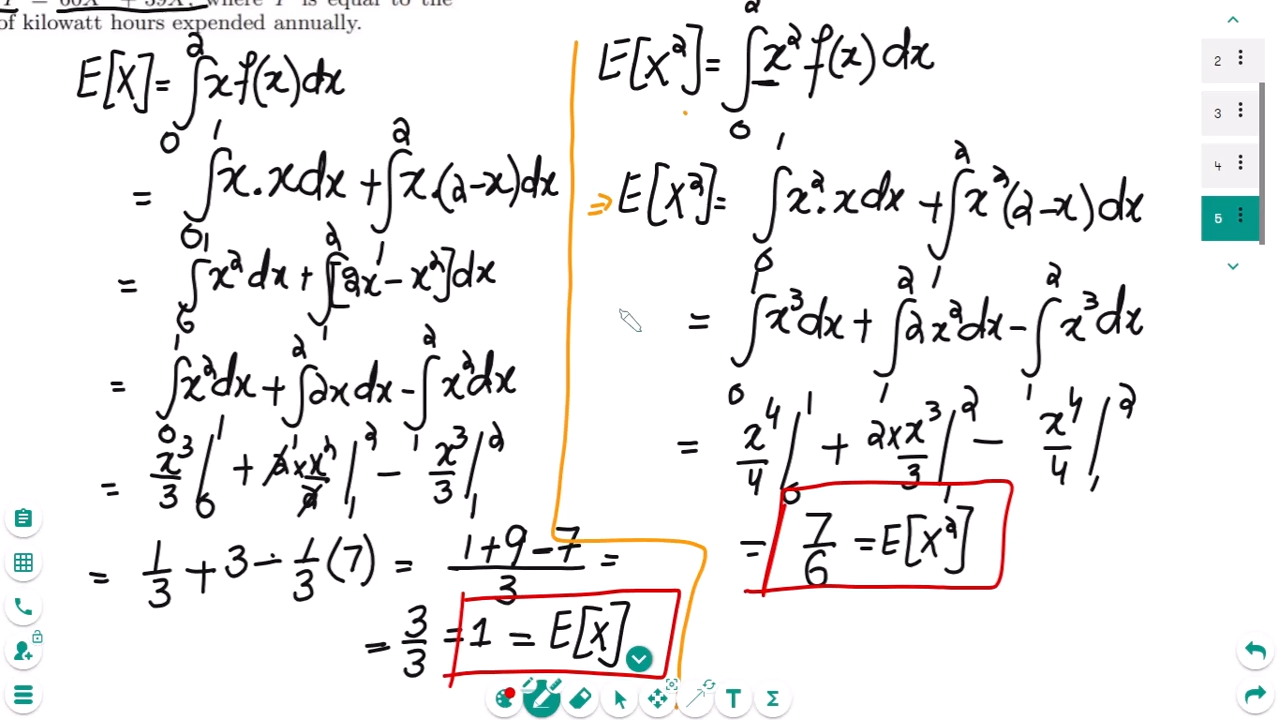 of kilowatt hours expended annually.
E[X] = ∫₀² x f(x) dx
= ∫₀¹ x.x dx + ∫₁² x.(2-x) dx
= ∫₀¹ x² dx + ∫₁² [2x - x²] dx
= ∫₀¹ x² dx + ∫₁² 2x dx - ∫₁² x² dx
= x³/3 |₀¹ + 2×x²/2 |₁² - x³/3 |₁²
= 1/3 + 3 - 1/3 (7) = (1+9-7)/3 =
= 3/3 = 1 = E[X]
E[X²] = ∫₀² x² f(x) dx
⇒ E[X²] = ∫₀¹ x².x dx + ∫₁² x² (2-x) dx
= ∫₀¹ x³ dx + ∫₁² 2x² dx - ∫₁² x³ dx
= x⁴/4 |₀¹ + 2×x³/3 |₁² - x⁴/4 |₁²
= 7/6 = E[X²]
2
3
4
5
T Σ